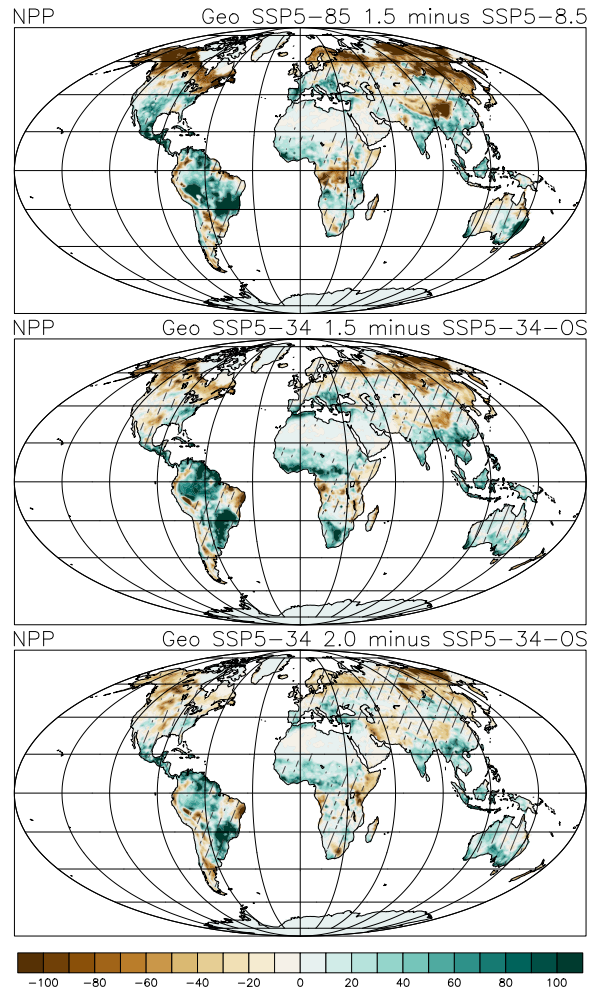 NPP Geo SSP5-85 1.5 minus SSP5-8.5
NPP Geo SSP5-34 1.5 minus SSP5-34-OS
NPP Geo SSP5-34 2.0 minus SSP5-34-OS
-100 -80 -60 -40 -20 0 20 40 60 80 100